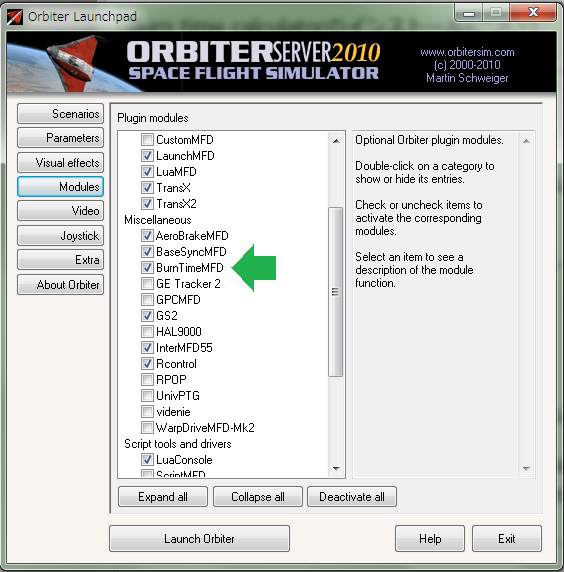 Orbiter Launchpad
ORBITERSERVER2010
SPACE FLIGHT SIMULATOR
www.orbitersim.com
(c) 2000-2010
Martin Schweiger
Scenarios
Parameters
Visual effects
Modules
Video
Joystick
Extra
About Orbiter
Plugin modules
CustomMFD
LaunchMFD
LuaMFD
TransX
TransX2
Miscellaneous
AeroBrakeMFD
BaseSyncMFD
BurnTimeMFD
GE Tracker 2
GPCMFD
GS2
HAL9000
InterMFD55
Rcontrol
RPOP
UnivPTG
videnie
WarpDriveMFD-Mk2
Script tools and drivers
LuaConsole
ScriptMFD
Optional Orbiter plugin modules.
Double-click on a category to
show or hide its entries.
Check or uncheck items to
activate the corresponding
modules.
Select an item to see a
description of the module
function.
Expand all
Collapse all
Deactivate all
Launch Orbiter
Help
Exit